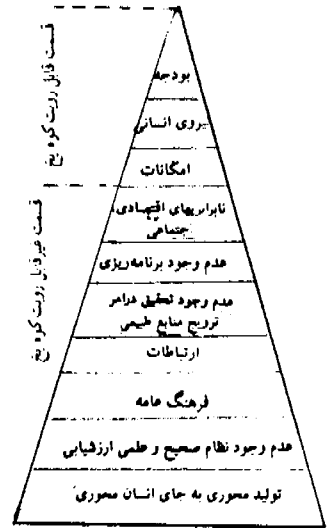 بودجه
نیروی انسانی
امکانات
نابرابریهای اقتصادی،
اجتماعی
عدم وجود برنامه‌ریزی
عدم وجود تحقیق درامر
ترویج منابع طبیعی
ارتباطات
فرهنگ عامه
عدم وجود نظام صحیح و علمی ارزشیابی
تولید محوری به جای انسان محوری
قسمت قابل رویت کوه یخ
قسمت غیرقابل رویت کوه یخ